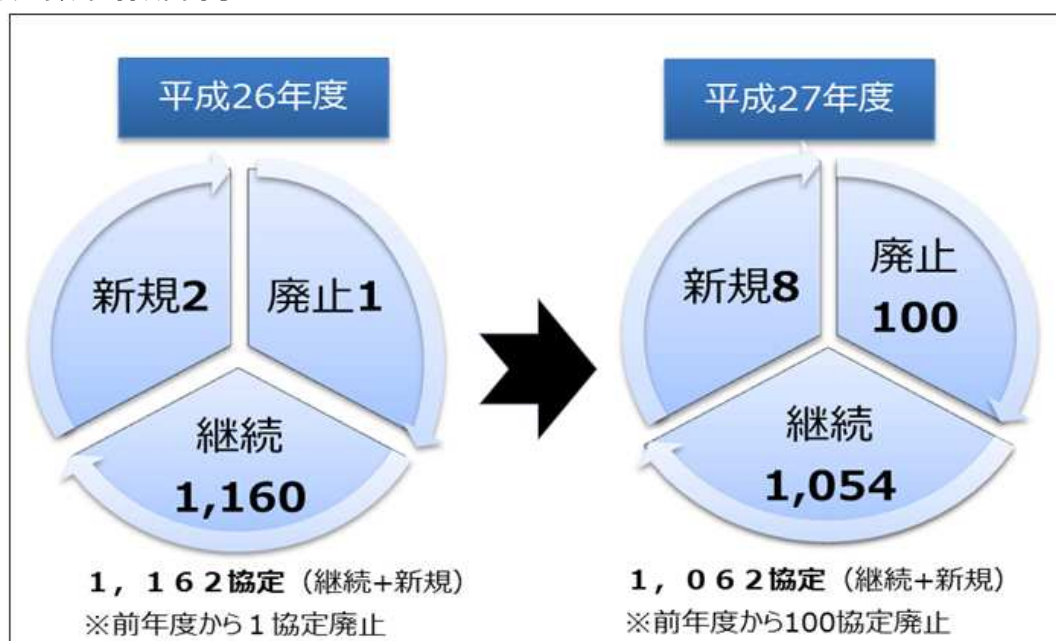 平成26年度
新規2
廃止1
継続
1,160
1，１６２協定（継続+新規）
※前年度から１協定廃止
平成27年度
新規8
廃止
100
継続
1,054
1，０６２協定（継続+新規）
※前年度から100協定廃止